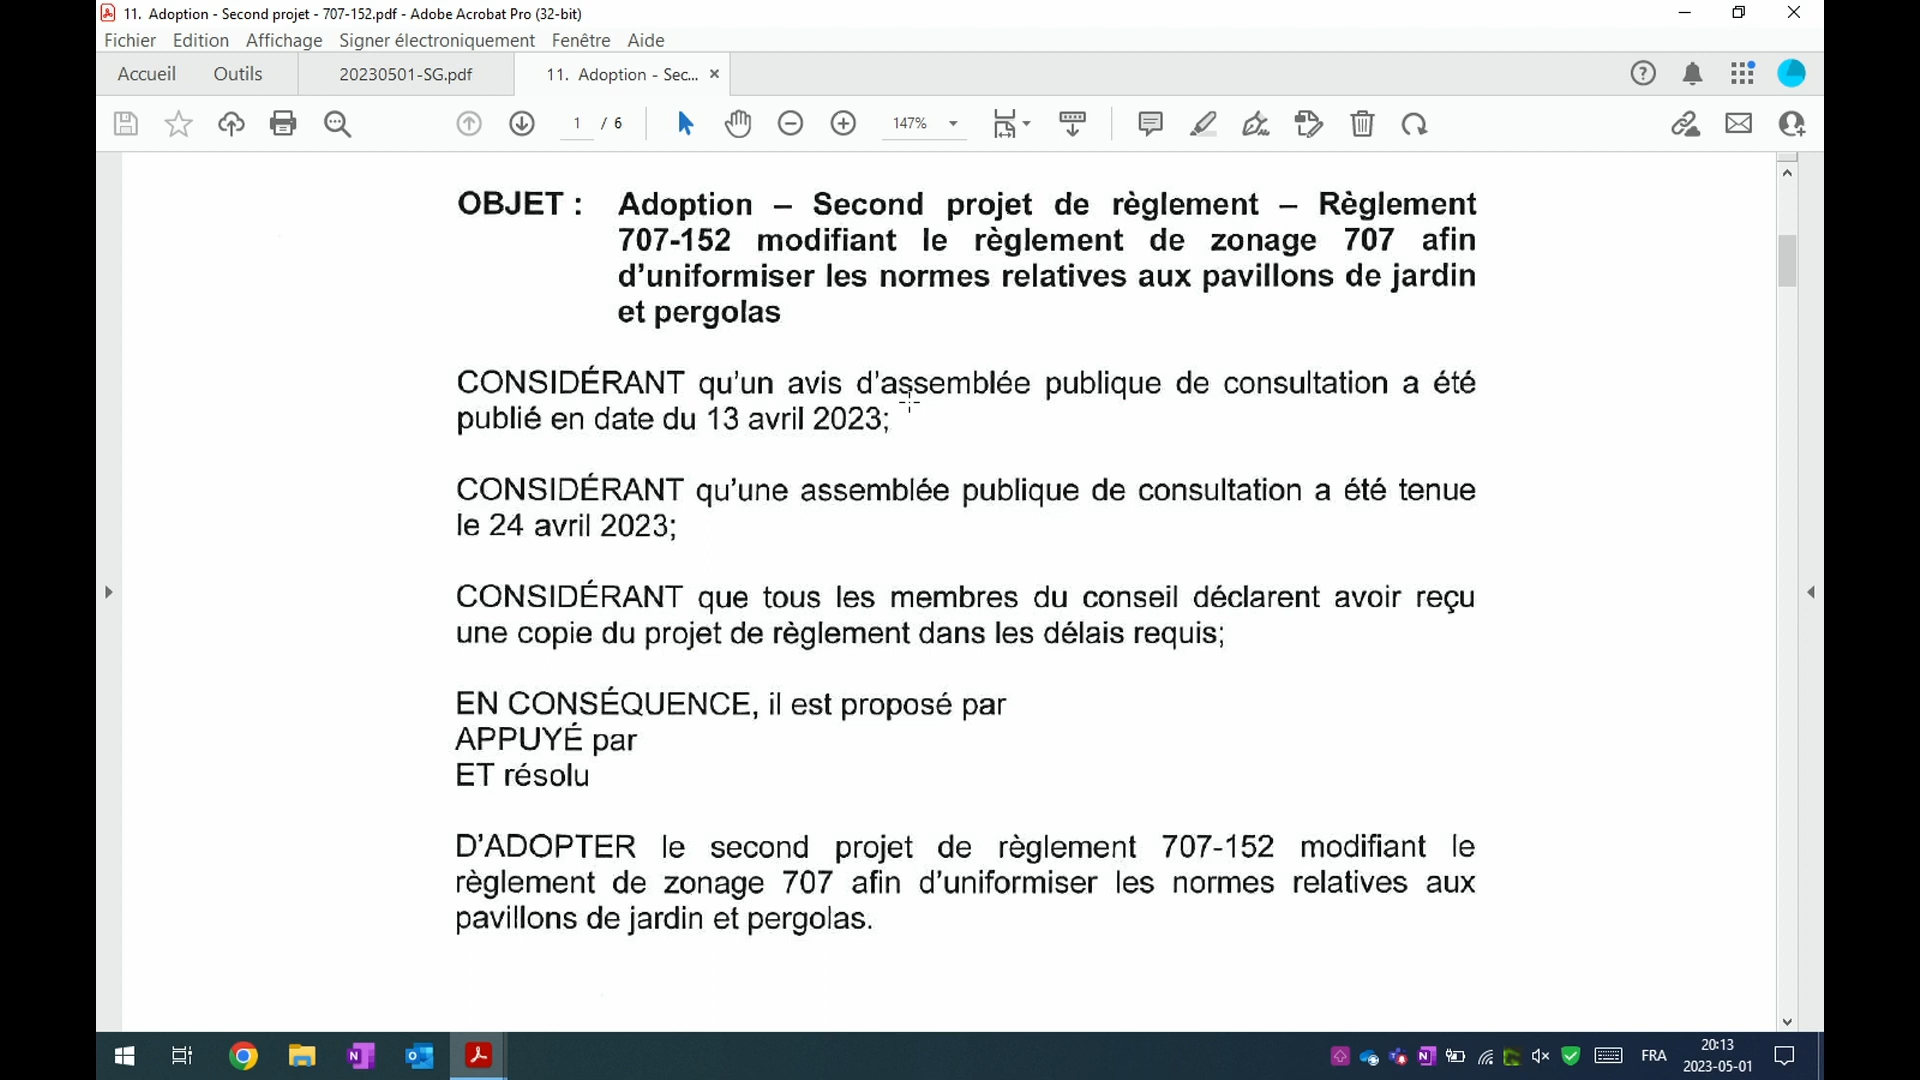 11. Adoption - Second projet - 707-152.pdf - Adobe Acrobat Pro (32-bit)
Fichier Edition Affichage Signer électroniquement Fenêtre Aide
Accueil Outils 20230501-SG.pdf 11. Adoption - Sec... ×
1 / 6 147%
OBJET : Adoption – Second projet de règlement – Règlement
707-152 modifiant le règlement de zonage 707 afin
d’uniformiser les normes relatives aux pavillons de jardin
et pergolas
CONSIDÉRANT qu’un avis d’assemblée publique de consultation a été
publié en date du 13 avril 2023;
CONSIDÉRANT qu’une assemblée publique de consultation a été tenue
le 24 avril 2023;
CONSIDÉRANT que tous les membres du conseil déclarent avoir reçu
une copie du projet de règlement dans les délais requis;
EN CONSÉQUENCE, il est proposé par
APPUYÉ par
ET résolu
D’ADOPTER le second projet de règlement 707-152 modifiant le
règlement de zonage 707 afin d’uniformiser les normes relatives aux
pavillons de jardin et pergolas.
FRA
20:13
2023-05-01